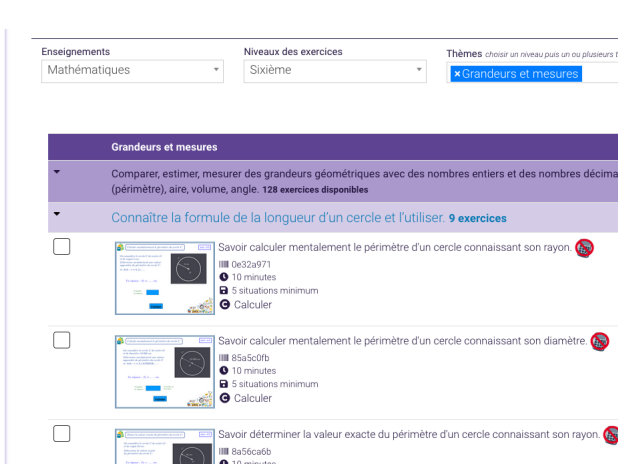 Enseignements
Niveaux des exercices
Thèmes choisir un niveau puis un ou plusieurs t
Mathématiques
Sixième
×Grandeurs et mesures
Grandeurs et mesures
Comparer, estimer, mesurer des grandeurs géométriques avec des nombres entiers et des nombres décima
(périmètre), aire, volume, angle. 128 exercices disponibles
Connaître la formule de la longueur d'un cercle et l'utiliser. 9 exercices
Savoir calculer mentalement le périmètre d'un cercle connaissant son rayon.
0e32a971
10 minutes
5 situations minimum
Calculer
Savoir calculer mentalement le périmètre d'un cercle connaissant son diamètre.
85a5c0fb
10 minutes
5 situations minimum
Calculer
Savoir déterminer la valeur exacte du périmètre d'un cercle connaissant son rayon.
8a56ca6b
10 minutes